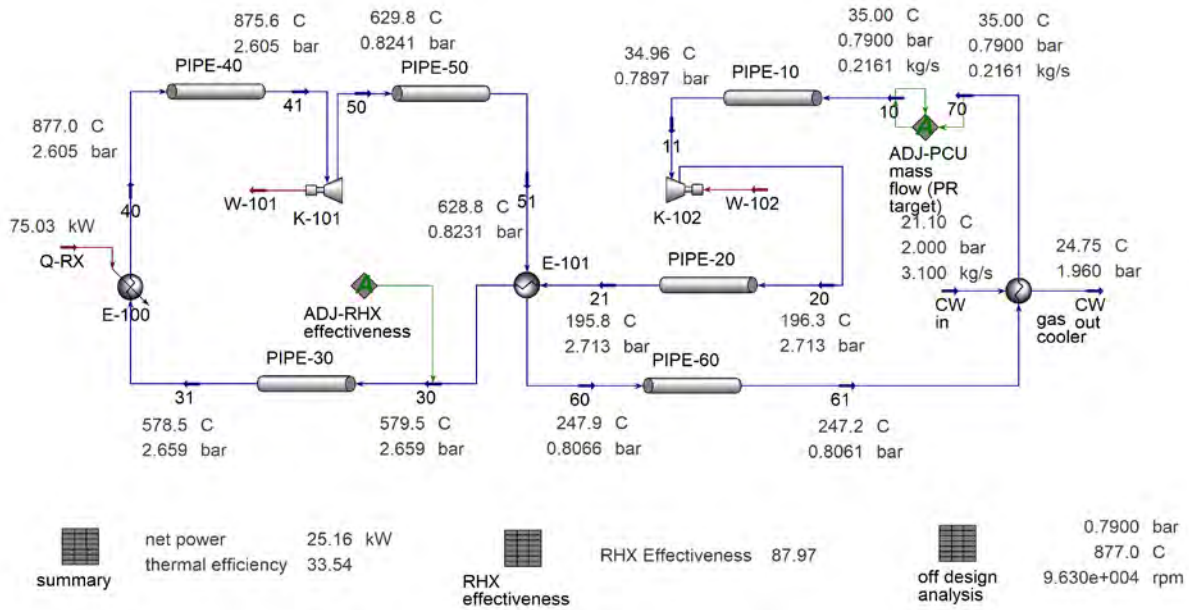 875.6 C
2.605 bar
629.8 C
0.8241 bar
35.00 C
0.7900 bar
0.2161 kg/s
35.00 C
0.7900 bar
0.2161 kg/s
34.96 C
0.7897 bar
PIPE-40
PIPE-50
PIPE-10
41
50
10
70
A
ADJ-PCU
mass
flow (PR
target)
877.0 C
2.605 bar
11
40
W-101
K-101
51
K-102
W-102
628.8 C
0.8231 bar
21.10 C
2.000 bar
3.100 kg/s
24.75 C
1.960 bar
75.03 kW
Q-RX
E-100
A
ADJ-RHX
effectiveness
E-101
PIPE-20
21
20
CW
in
gas
cooler
CW
out
195.8 C
2.713 bar
196.3 C
2.713 bar
PIPE-30
PIPE-60
31
30
60
61
578.5 C
2.659 bar
579.5 C
2.659 bar
247.9 C
0.8066 bar
247.2 C
0.8061 bar
summary
net power 25.16 kW
thermal efficiency 33.54
RHX
effectiveness
RHX Effectiveness 87.97
off design
analysis
0.7900 bar
877.0 C
9.630e+004 rpm